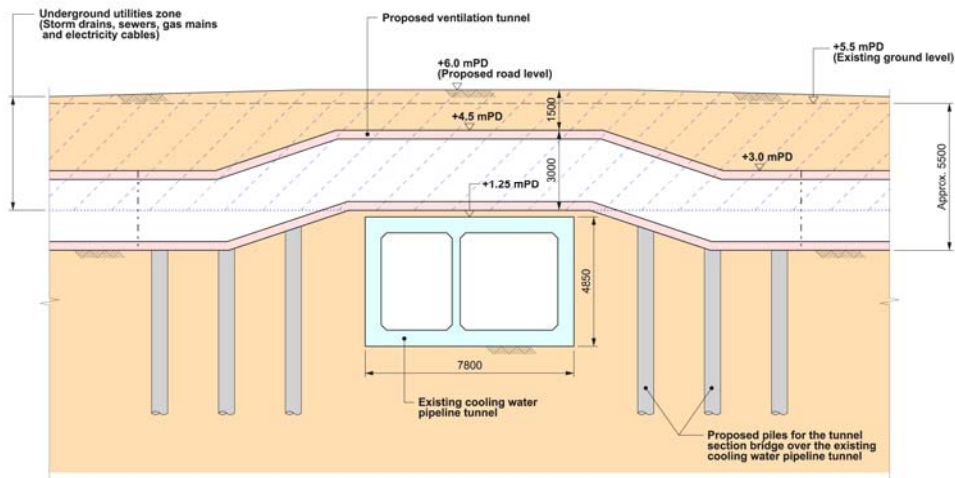 Underground utilities zone
(Storm drains, sewers, gas mains
and electricity cables)
Proposed ventilation tunnel
+5.5 mPD
(Existing ground level)
+6.0 mPD
(Proposed road level)
1500
+4.5 mPD
+3.0 mPD
3000
+1.25 mPD
Approx. 5500
4850
7800
Existing cooling water
pipeline tunnel
Proposed piles for the tunnel
section bridge over the existing
cooling water pipeline tunnel